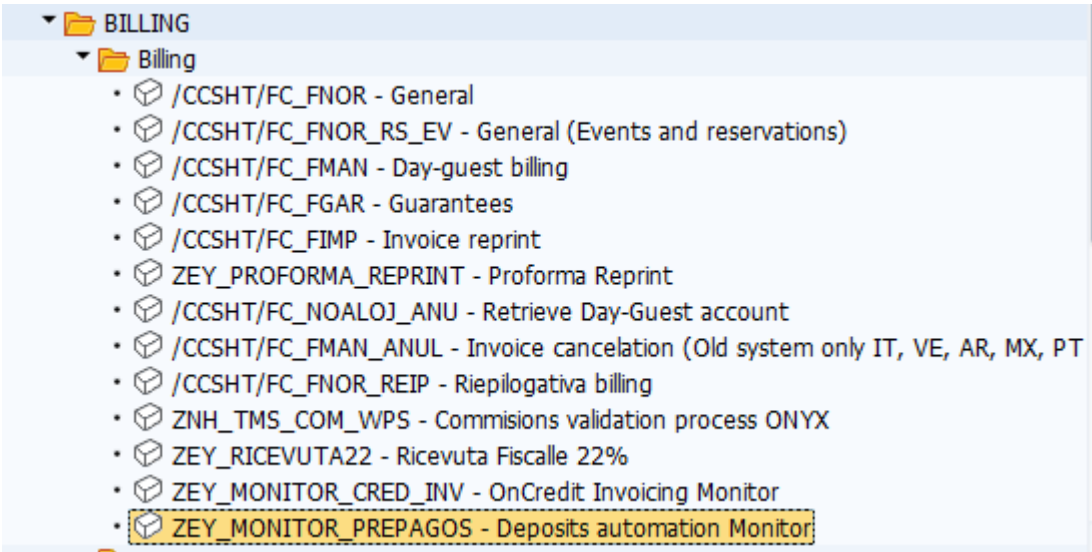 BILLING
Billing
/CCSHT/FC_FNOR - General
/CCSHT/FC_FNOR_RS_EV - General (Events and reservations)
/CCSHT/FC_FMAN - Day-guest billing
/CCSHT/FC_FGAR - Guarantees
/CCSHT/FC_FIMP - Invoice reprint
ZEY_PROFORMA_REPRINT - Proforma Reprint
/CCSHT/FC_NOALOJ_ANU - Retrieve Day-Guest account
/CCSHT/FC_FMAN_ANUL - Invoice cancelation (Old system only IT, VE, AR, MX, PT
/CCSHT/FC_FNOR_REIP - Riepilogativa billing
ZNH_TMS_COM_WPS - Commisions validation process ONYX
ZEY_RICEVUTA22 - Ricevuta Fiscalle 22%
ZEY_MONITOR_CRED_INV - OnCredit Invoicing Monitor
ZEY_MONITOR_PREPAGOS - Deposits automation Monitor